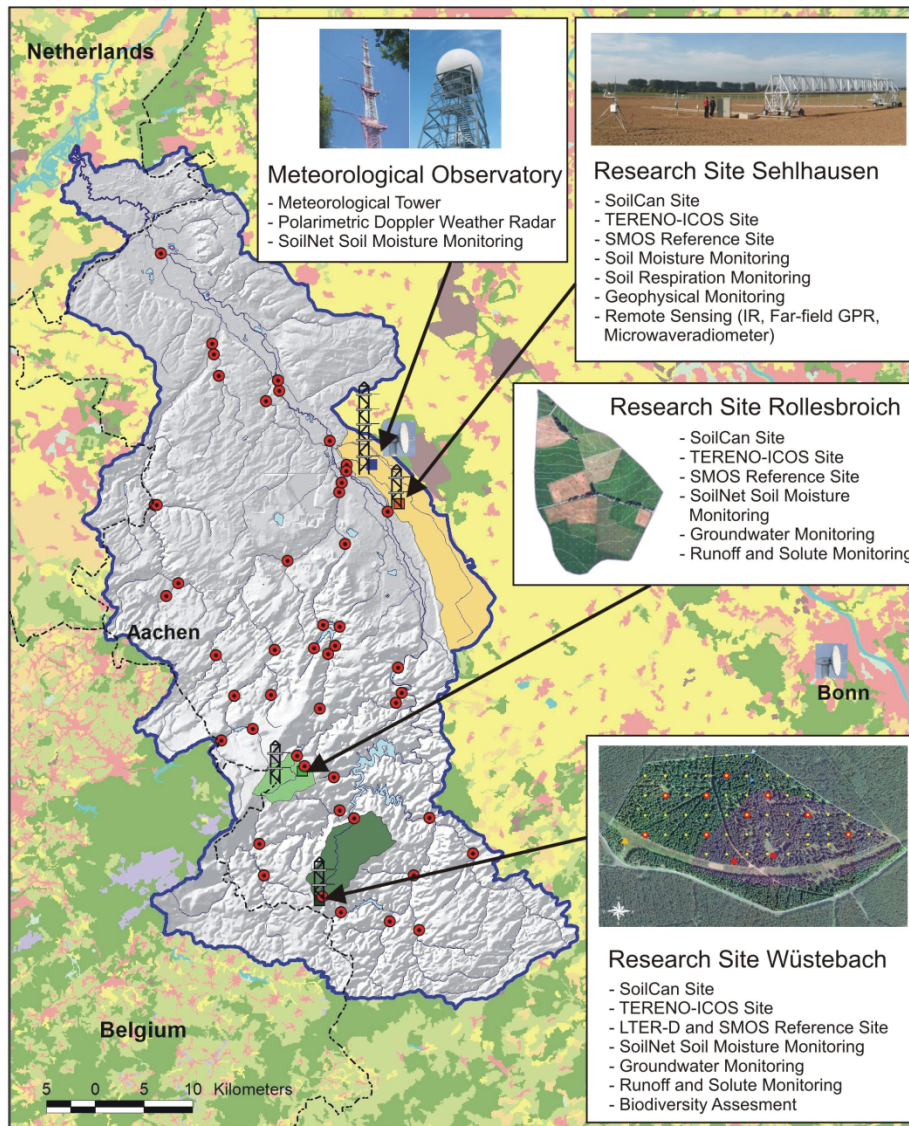 Netherlands
Meteorological Observatory
- Meteorological Tower
- Polarimetric Doppler Weather Radar
- SoilNet Soil Moisture Monitoring
Research Site Sehlhausen
- SoilCan Site
- TERENO-ICOS Site
- SMOS Reference Site
- Soil Moisture Monitoring
- Soil Respiration Monitoring
- Geophysical Monitoring
- Remote Sensing (IR, Far-field GPR,
Microwaveradiometer)
Research Site Rollesbroich
- SoilCan Site
- TERENO-ICOS Site
- SMOS Reference Site
- SoilNet Soil Moisture
Monitoring
- Groundwater Monitoring
- Runoff and Solute Monitoring
Aachen
Bonn
Research Site Wüstebach
- SoilCan Site
- TERENO-ICOS Site
- LTER-D and SMOS Reference Site
- SoilNet Soil Moisture Monitoring
- Groundwater Monitoring
- Runoff and Solute Monitoring
- Biodiversity Assesment
Belgium
5 0 5 10 Kilometers